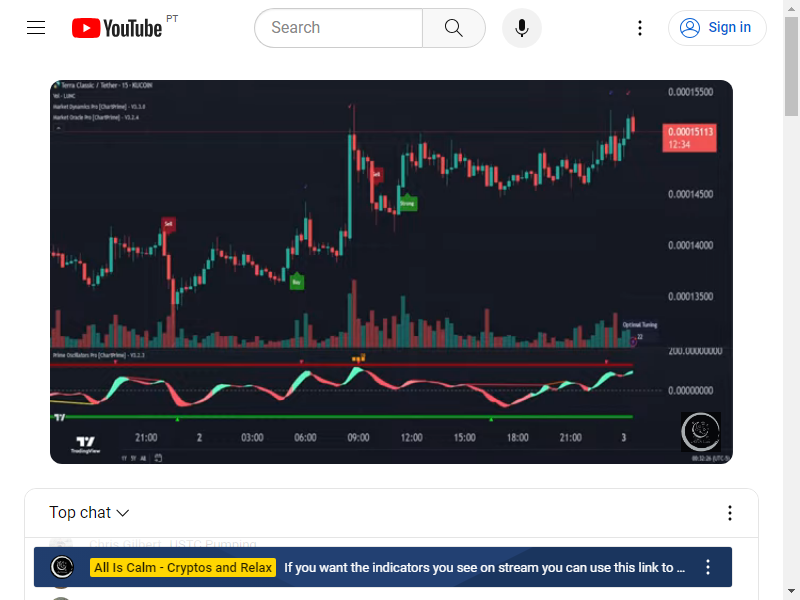 YouTube PT
Search
Sign in
Terra Classic / Tether · 15 · KUCOIN
Vol · LUNC
Market Dynamics Pro [ChartPrime]
Market Oracle Pro [ChartPrime] · V3.2.4
0.00015500
0.00015113
12:34
0.00014500
0.00014000
0.00013500
Sell
Sell
Strong
Buy
Optimal Tuning
22
Prime Oscillators Pro [ChartPrime] · V3.2.3
200.00000000
0.00000000
21:00 2 03:00 06:00 09:00 12:00 15:00 18:00 21:00 3
TradingView
1Y 5Y All
Top chat
Chris Gilbert USTC Pumping
All Is Calm - Cryptos and Relax If you want the indicators you see on stream you can use this link to ...